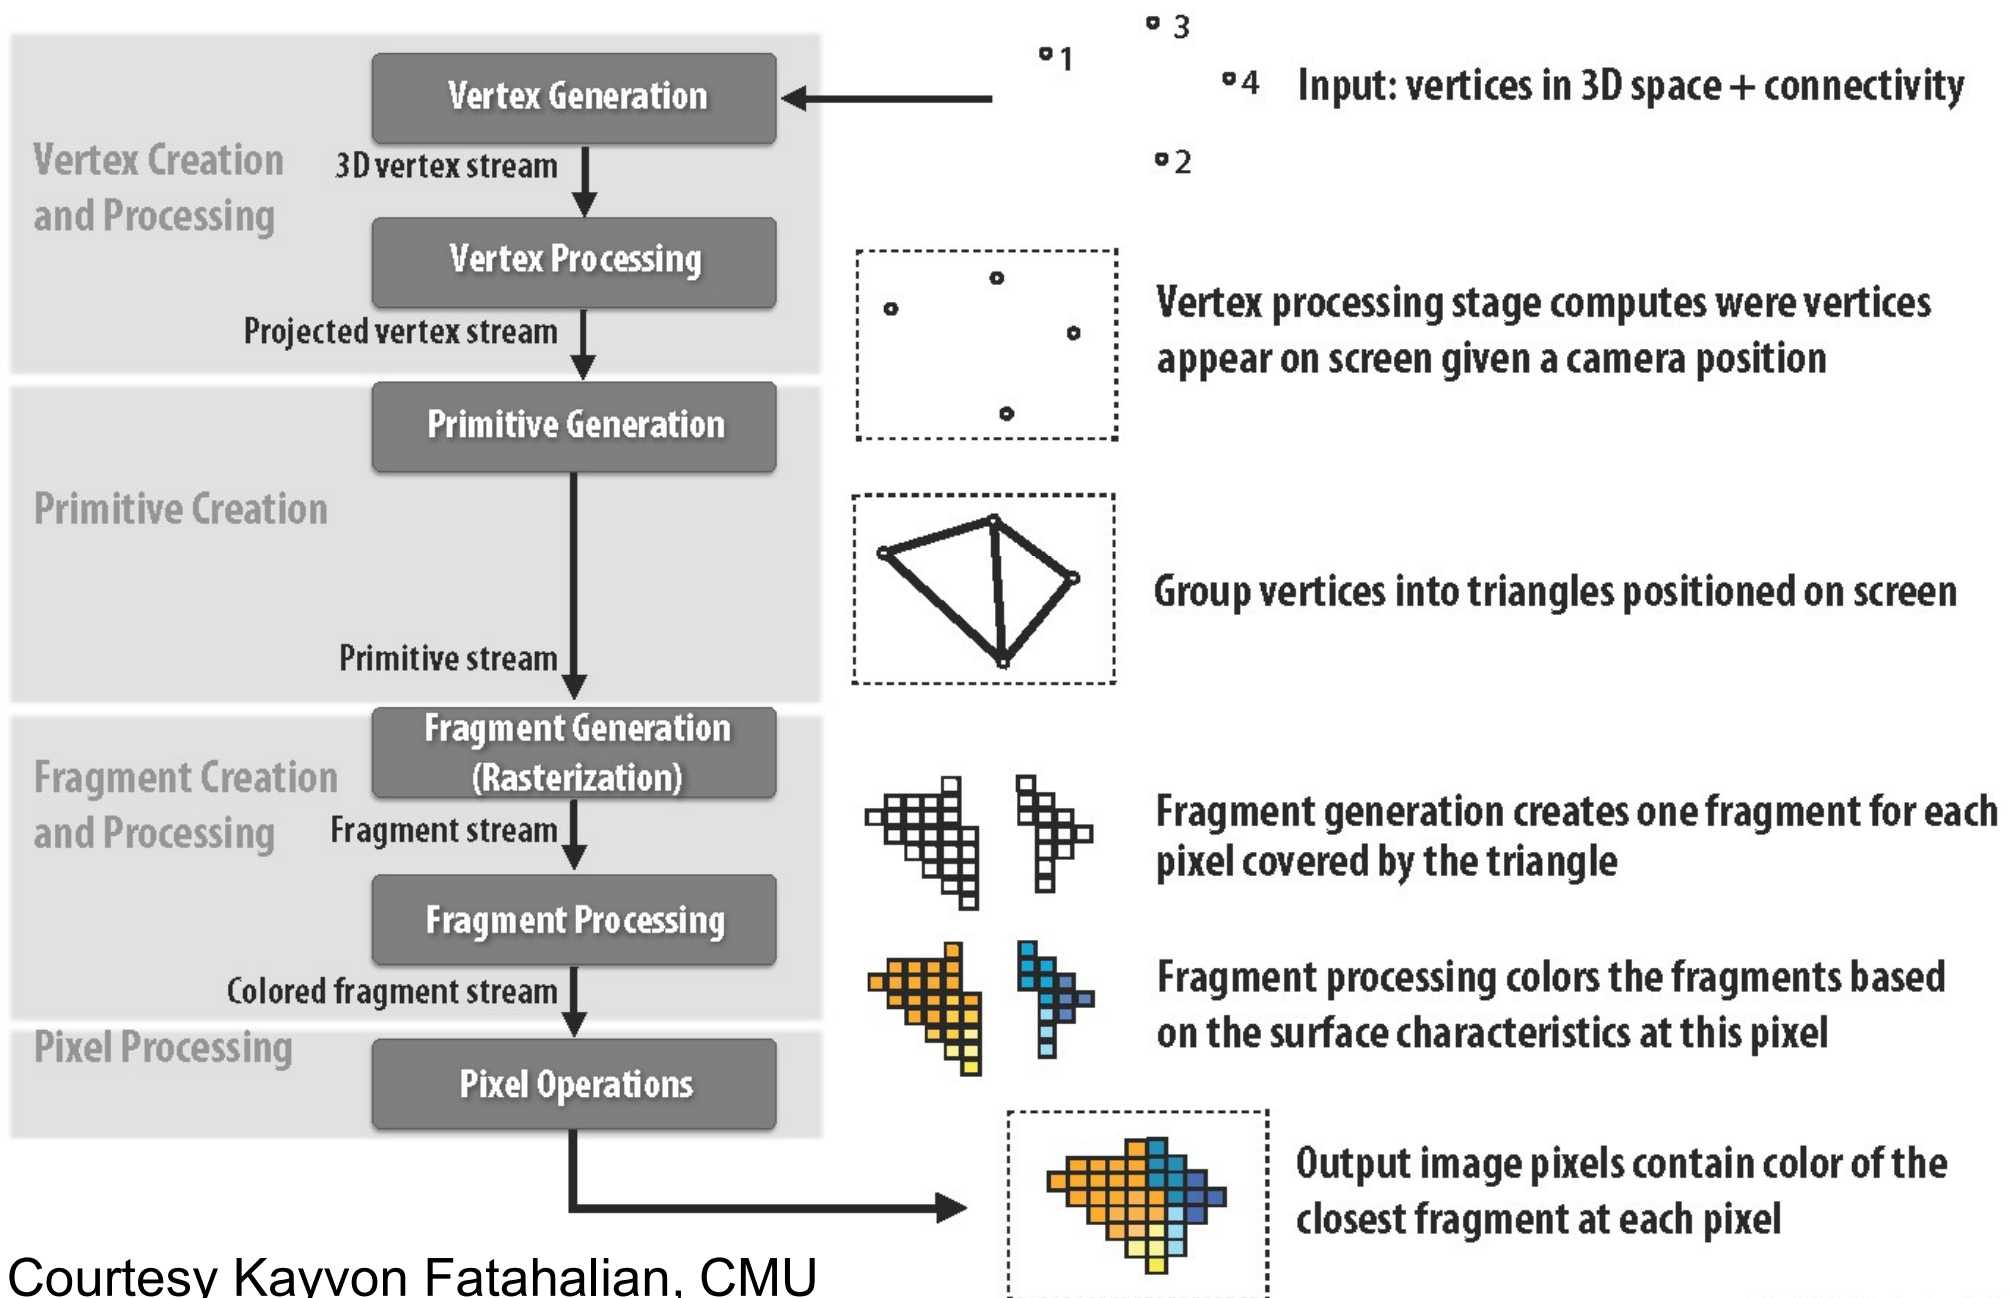 3
1
4
2
Input: vertices in 3D space + connectivity
Vertex Creation
and Processing
Vertex Generation
3D vertex stream
Vertex Processing
Projected vertex stream
Vertex processing stage computes were vertices
appear on screen given a camera position
Primitive Creation
Primitive Generation
Primitive stream
Group vertices into triangles positioned on screen
Fragment Creation
and Processing
Fragment Generation
(Rasterization)
Fragment stream
Fragment generation creates one fragment for each
pixel covered by the triangle
Fragment Processing
Colored fragment stream
Fragment processing colors the fragments based
on the surface characteristics at this pixel
Pixel Processing
Pixel Operations
Output image pixels contain color of the
closest fragment at each pixel
Courtesy Kayvon Fatahalian, CMU